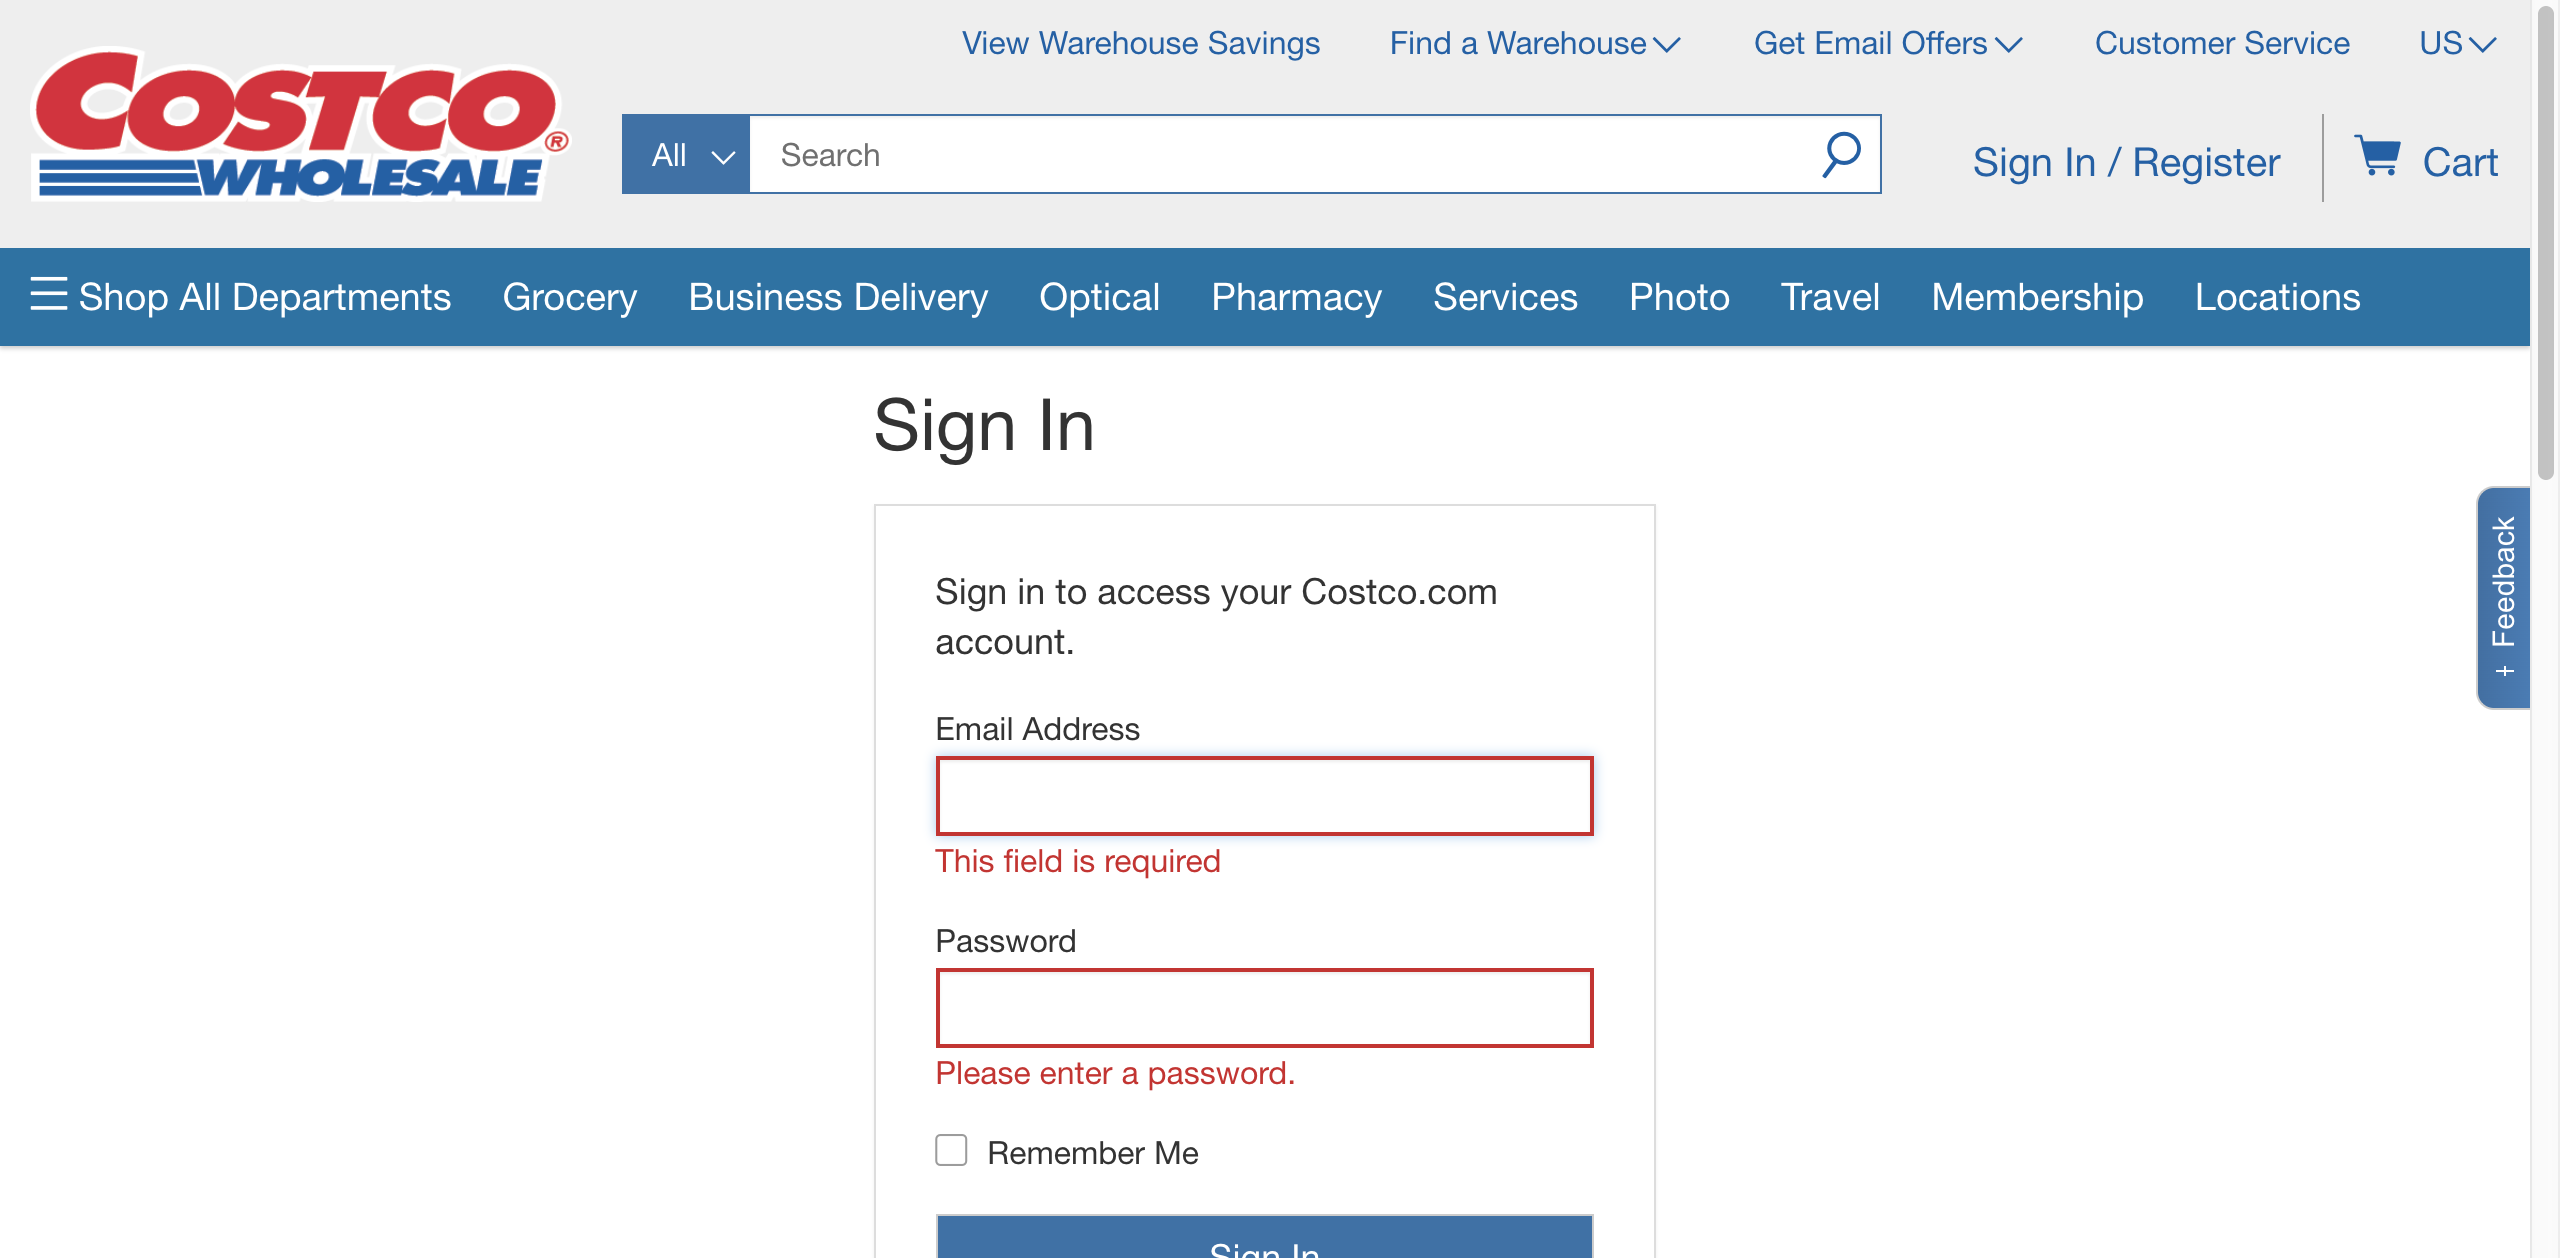 View Warehouse Savings Find a Warehouse Get Email Offers Customer Service US
COSTCO®
WHOLESALE
All Search Sign In / Register Cart
Shop All Departments Grocery Business Delivery Optical Pharmacy Services Photo Travel Membership Locations
Sign In
Sign in to access your Costco.com
account.
Email Address
This field is required
Password
Please enter a password.
Remember Me
Sign In
+ Feedback